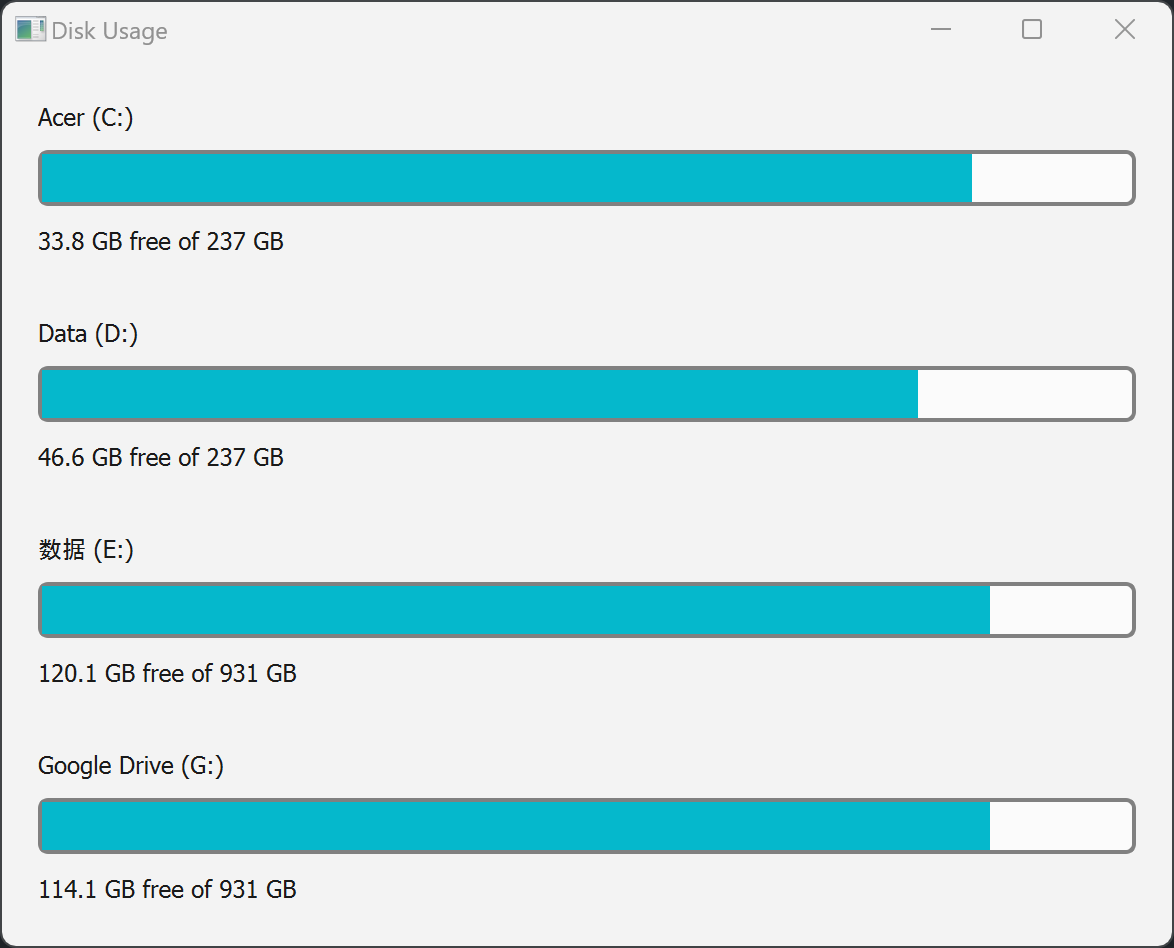 Disk Usage
Acer (C:)
33.8 GB free of 237 GB
Data (D:)
46.6 GB free of 237 GB
数据 (E:)
120.1 GB free of 931 GB
Google Drive (G:)
114.1 GB free of 931 GB